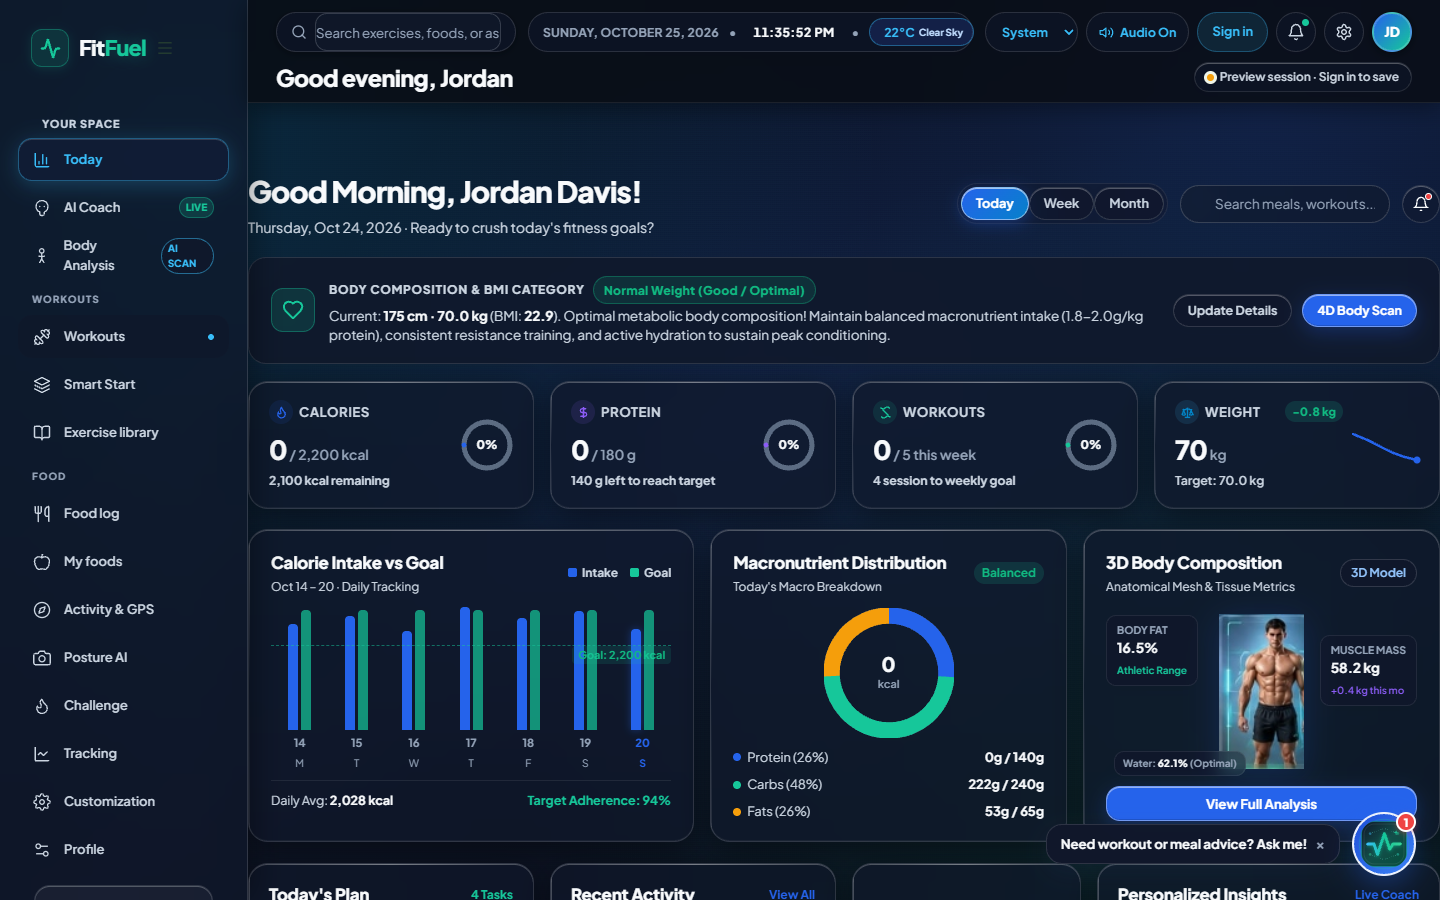 FitFuel
Search exercises, foods, or as
SUNDAY, OCTOBER 25, 2026 • 11:35:52 PM • 22°C Clear Sky
System
Audio On
Sign in
JD
Good evening, Jordan
Preview session · Sign in to save
YOUR SPACE
Today
AI Coach
LIVE
Body Analysis
AI SCAN
WORKOUTS
Workouts
Smart Start
Exercise library
FOOD
Food log
My foods
Activity & GPS
Posture AI
Challenge
Tracking
Customization
Profile
Good Morning, Jordan Davis!
Thursday, Oct 24, 2026 · Ready to crush today's fitness goals?
Today
Week
Month
Search meals, workouts...
BODY COMPOSITION & BMI CATEGORY
Normal Weight (Good / Optimal)
Current: 175 cm · 70.0 kg (BMI: 22.9). Optimal metabolic body composition! Maintain balanced macronutrient intake (1.8–2.0g/kg
protein), consistent resistance training, and active hydration to sustain peak conditioning.
Update Details
4D Body Scan
CALORIES
0 / 2,200 kcal
2,100 kcal remaining
0%
PROTEIN
0 / 180 g
140 g left to reach target
0%
WORKOUTS
0 / 5 this week
4 session to weekly goal
0%
WEIGHT
−0.8 kg
70 kg
Target: 70.0 kg
Calorie Intake vs Goal
Oct 14 – 20 · Daily Tracking
Intake
Goal
Goal: 2,200 kcal
14 15 16 17 18 19 20
M T W T F S S
Daily Avg: 2,028 kcal
Target Adherence: 94%
Macronutrient Distribution
Today's Macro Breakdown
Balanced
0
kcal
Protein (26%) 0g / 140g
Carbs (48%) 222g / 240g
Fats (26%) 53g / 65g
3D Body Composition
Anatomical Mesh & Tissue Metrics
3D Model
BODY FAT
16.5%
Athletic Range
MUSCLE MASS
58.2 kg
+0.4 kg this mo
Water: 62.1% (Optimal)
View Full Analysis
Need workout or meal advice? Ask me! ×
1
Today's Plan
4 Tasks
Recent Activity
View All
Personalized Insights
Live Coach